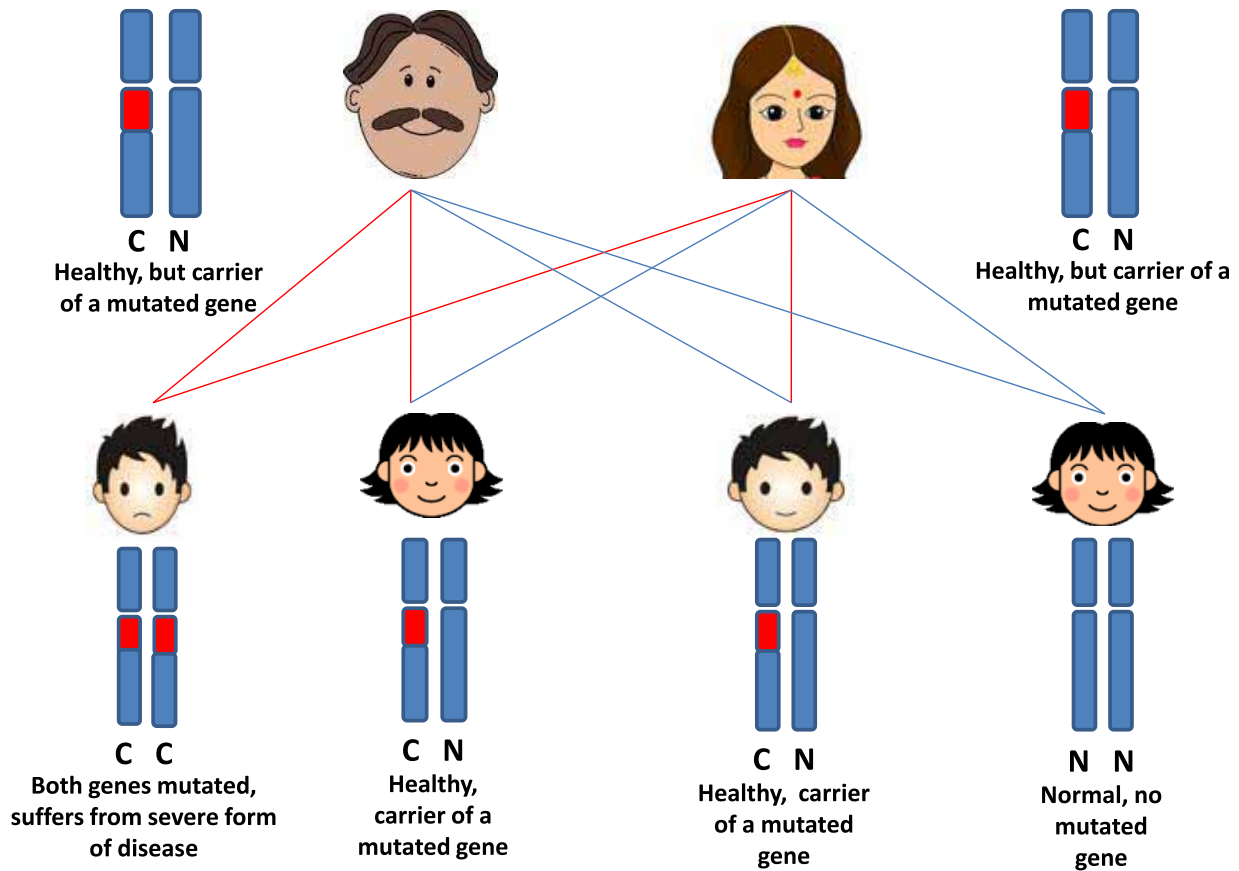 C N
Healthy, but carrier
of a mutated gene
C N
Healthy, but carrier of a
mutated gene
C C
Both genes mutated,
suffers from severe form
of disease
C N
Healthy,
carrier of a
mutated gene
C N
Healthy, carrier
of a mutated
gene
N N
Normal, no
mutated
gene